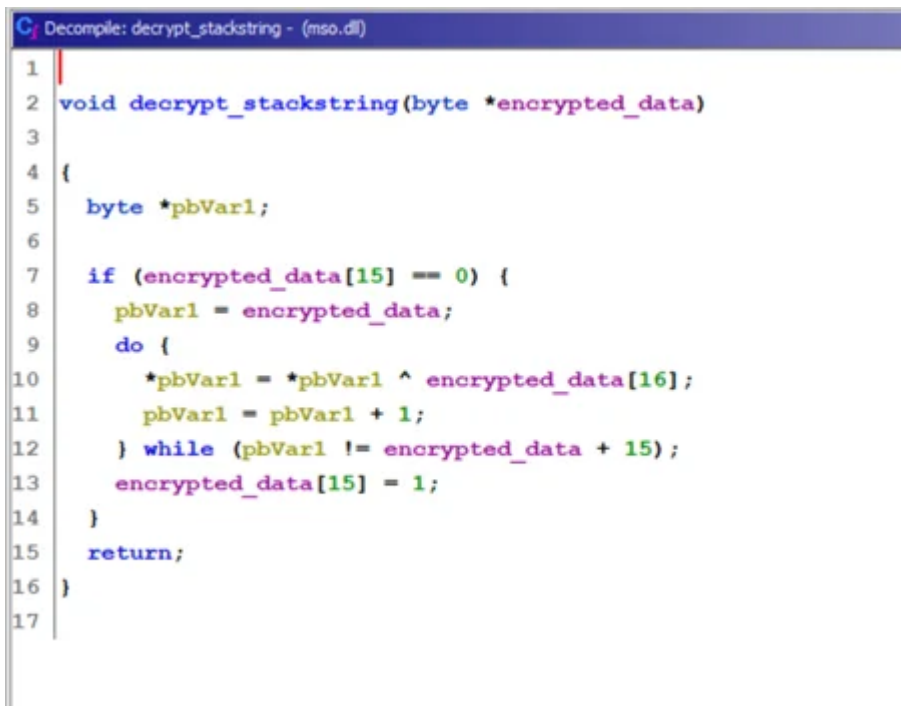 Cf Decompile: decrypt_stackstring - (mso.dll)
1
2 void decrypt_stackstring(byte *encrypted_data)
3
4 {
5   byte *pbVar1;
6
7   if (encrypted_data[15] == 0) {
8     pbVar1 = encrypted_data;
9     do {
10       *pbVar1 = *pbVar1 ^ encrypted_data[16];
11       pbVar1 = pbVar1 + 1;
12     } while (pbVar1 != encrypted_data + 15);
13     encrypted_data[15] = 1;
14   }
15   return;
16 }
17